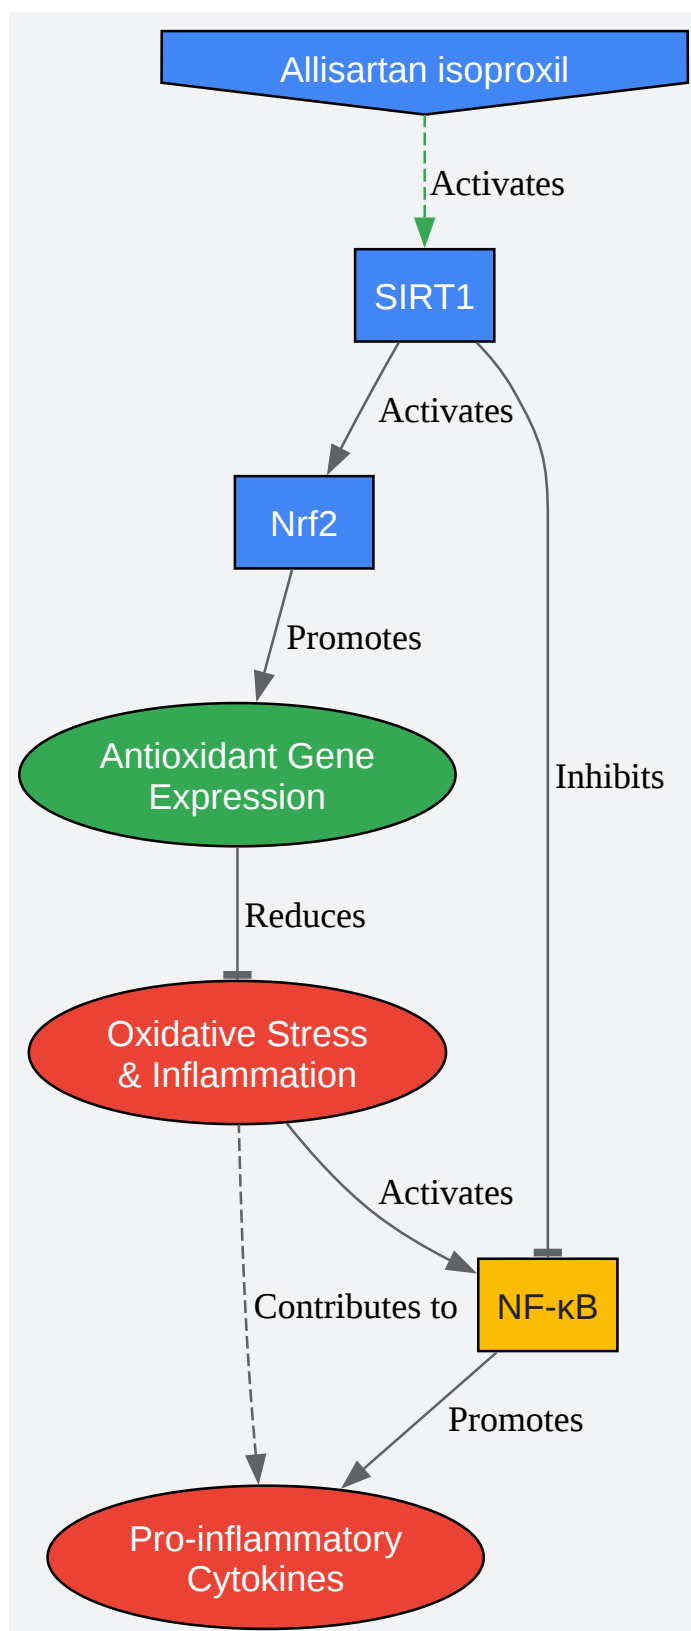 Allisartan isoproxil
Activates
SIRT1
Activates
Nrf2
Promotes
Antioxidant Gene
Expression
Inhibits
Reduces
Oxidative Stress
& Inflammation
Activates
Contributes to
NF-κB
Promotes
Pro-inflammatory
Cytokines